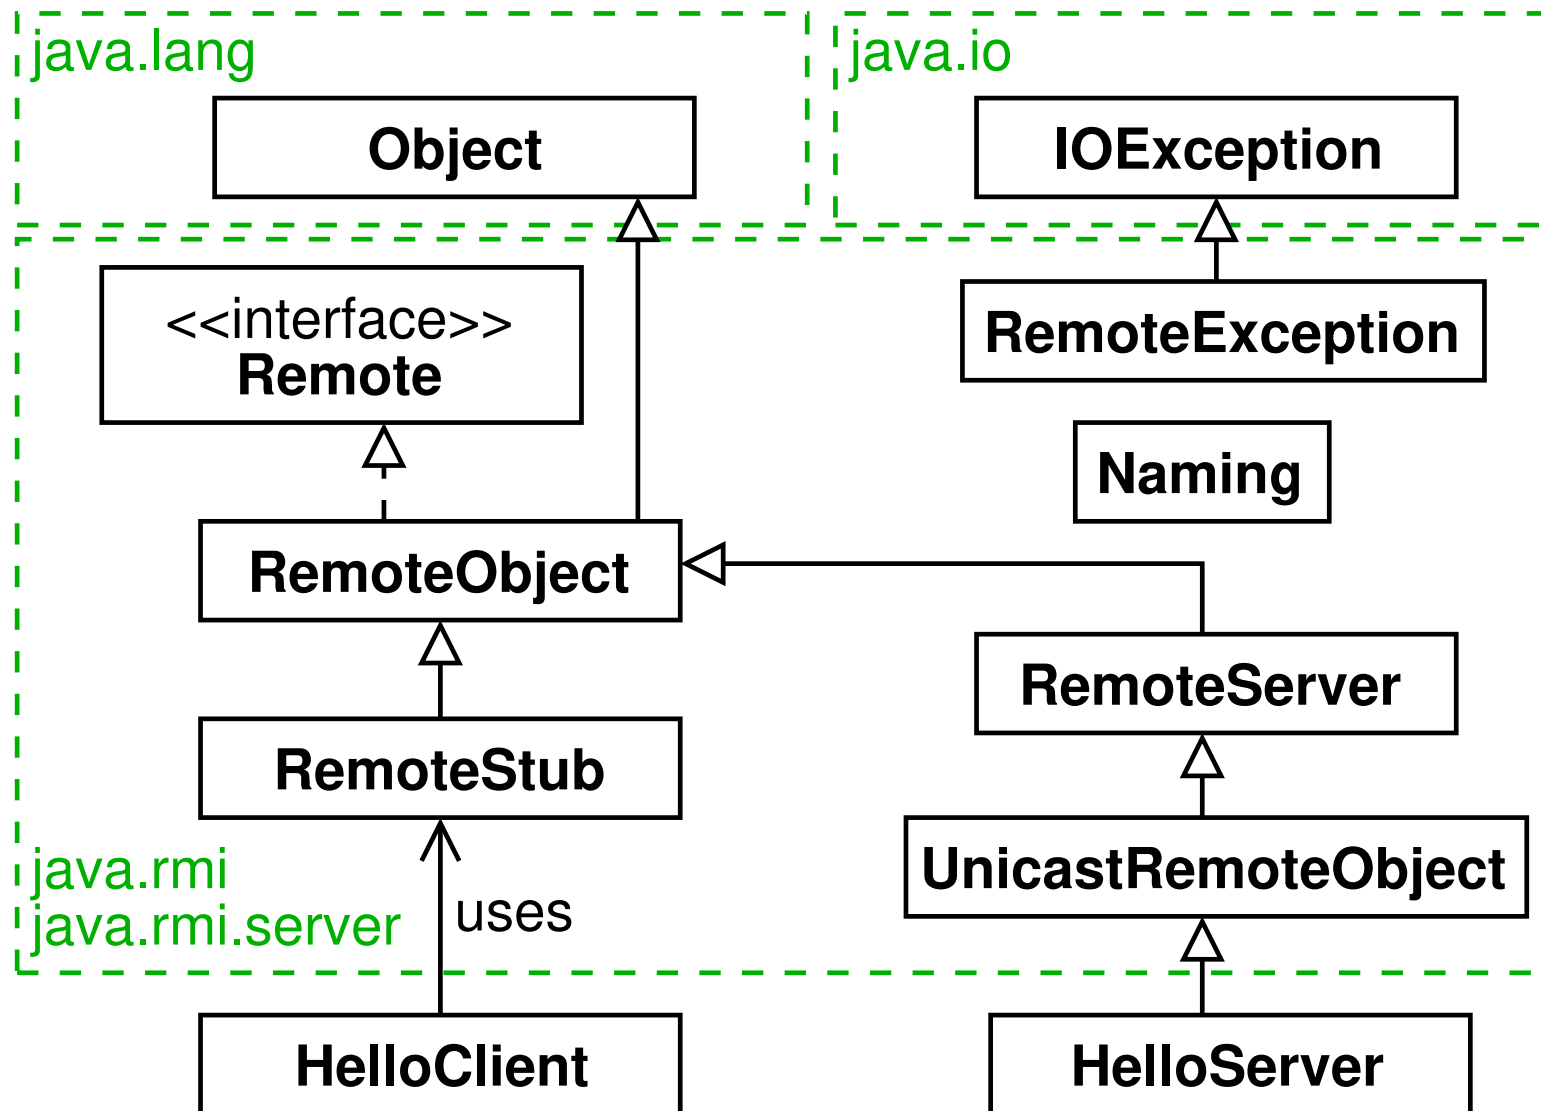 java.lang
java.io
Object
IOException
<<interface>>
Remote
RemoteException
Naming
RemoteObject
RemoteServer
RemoteStub
UnicastRemoteObject
java.rmi
java.rmi.server
uses
HelloClient
HelloServer